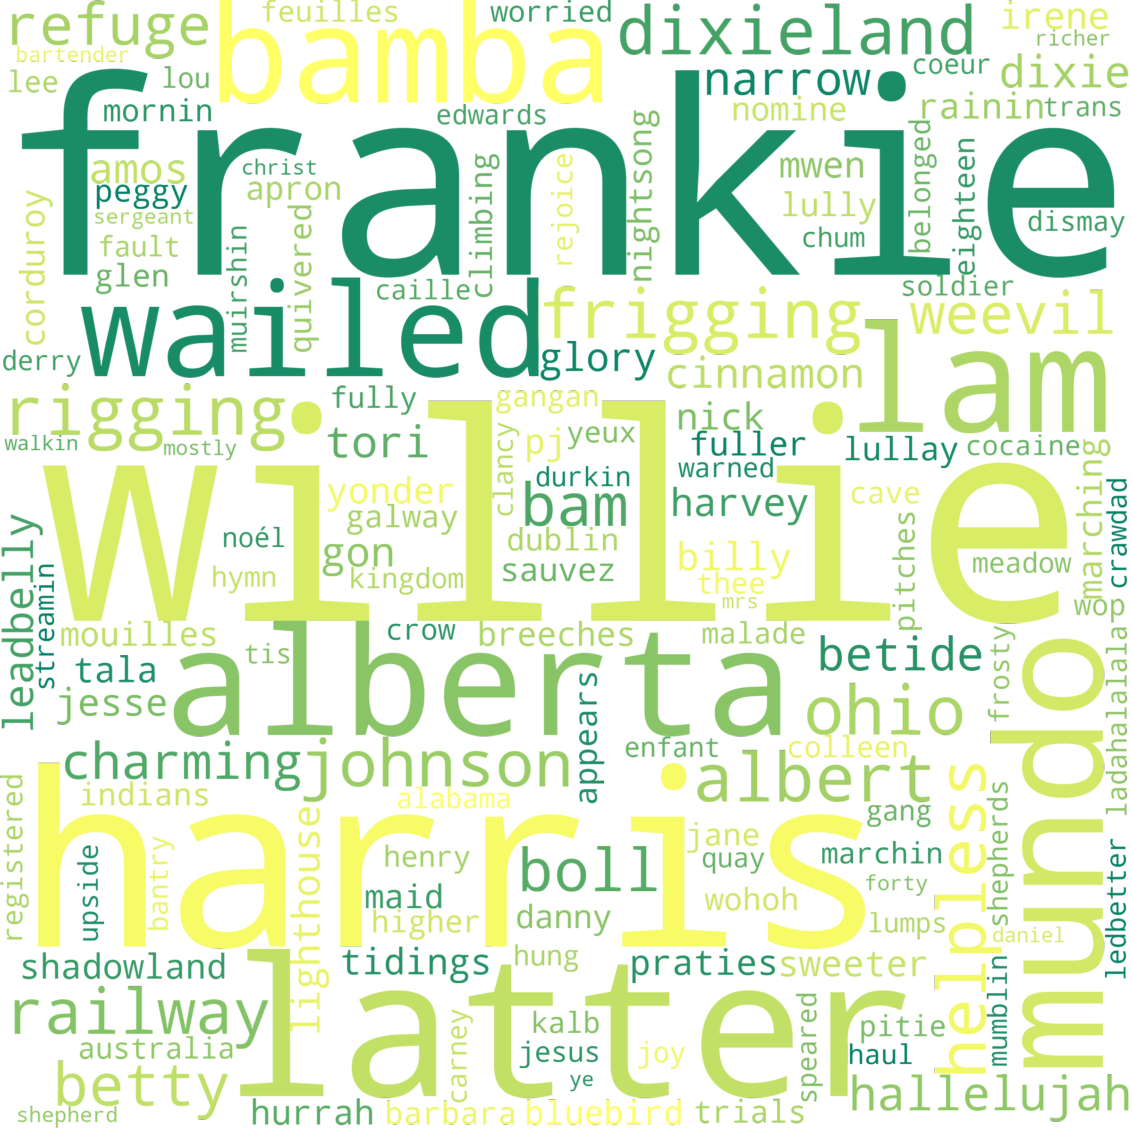 refuge
feuilles
worried
dixieland
irene
bartender
bamba
richer
lee
lou
narrow
coeur
dixie
mornin
edwards
nomine
rainin
trans
frankie
amos
christ
peggy
apron
sergeant
climbing
rejoice
nightsong
mwen
lully
chum
belonged
eighteen
dismay
corduroy
fault
glen
muirshin
quivered
caille
soldier
wailed
frigging
weevil
derry
glory
cinnamon
lam
rigging
fully
gangan
nick
walkin
mostly
tori
clancy
pj
yeux
fuller
lullay
cocaine
willie
durkin
warned
yonder
bam
harvey
cave
marching
crawdad
galway
noél
gon
dublin
billy
pitches
meadow
hymn
kingdom
sauvez
thee
mrs
wop
leadbelly
streamin
mouilles
crow
breeches
malade
betide
frosty
ladahalalala
tala
tis
alberta
jesse
appears
ohio
mundo
charming
johnson
enfant
colleen
albert
registered
indians
alabama
helpless
shepherds
harris
gang
upside
bantry
lighthouse
henry
boll
jane
quay
marchin
ledbetter
maid
wohoh
forty
higher
danny
lumps
daniel
shadowland
tidings
hung
praties
sweeter
mumblin
railway
latter
australia
carney
kalb
speared
pitie
jesus
joy
haul
betty
ye
hallelujah
shepherd
hurrah
barbara
bluebird
trials